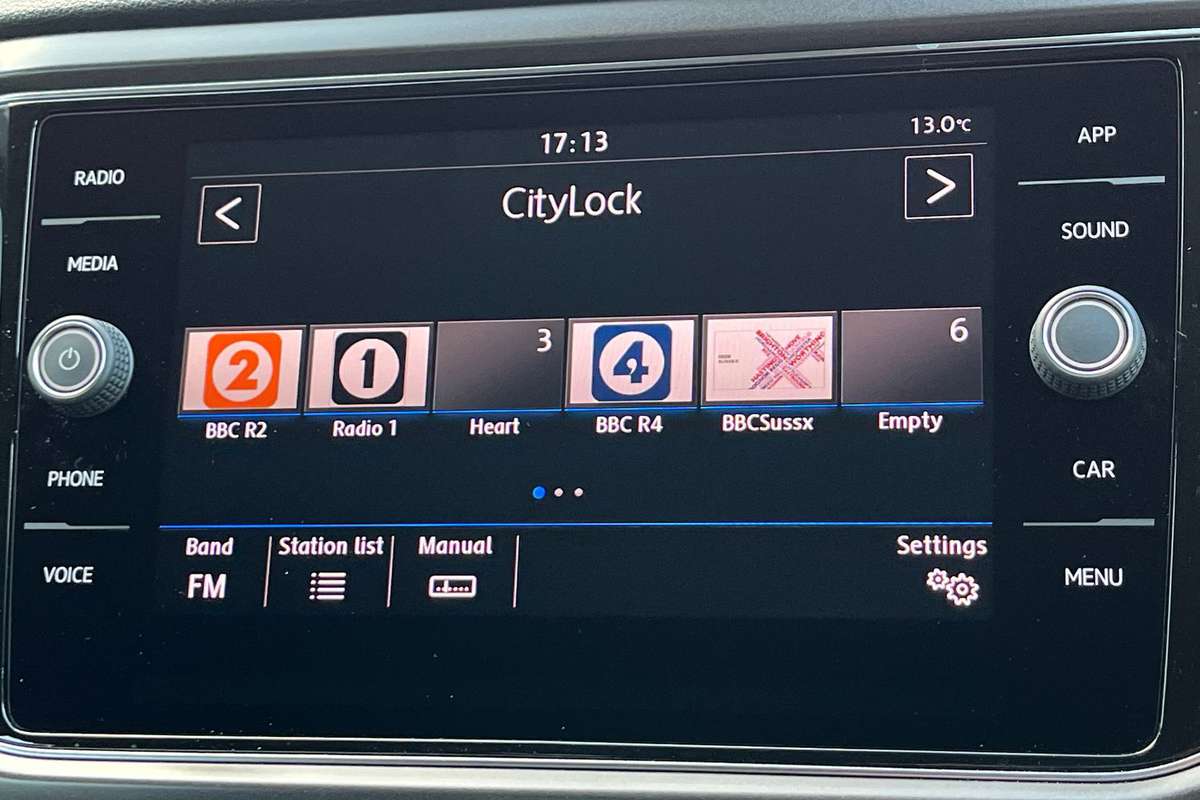 17:13
13.0°C
RADIO
APP
<
CityLock
>
MEDIA
SOUND
2
1
3
4
6
BBC R2
Radio 1
Heart
BBC R4
BBCSussx
Empty
PHONE
CAR
Band
Station list
Manual
Settings
FM
VOICE
MENU